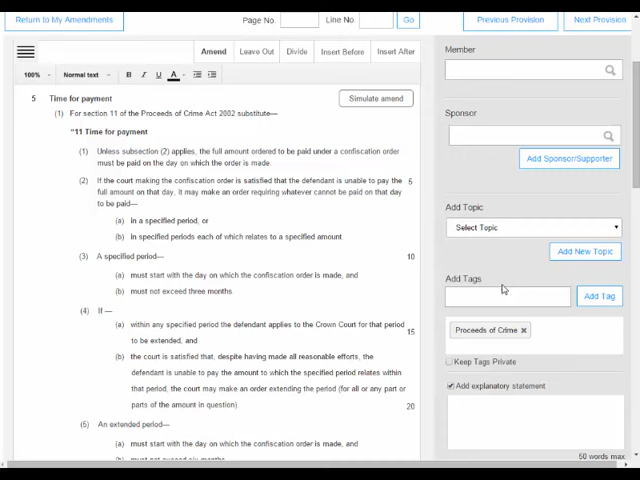 Return to My Amendments
Page No.
Line No.
Go
Previous Provision
Next Provision
Amend
Leave Out
Divide
Insert Before
Insert After
100%
Normal text
B
I
U
A
5 Time for payment
Simulate amend
(1) For section 11 of the Proceeds of Crime Act 2002 substitute—
"11 Time for payment
(1) Unless subsection (2) applies, the full amount ordered to be paid under a confiscation order
must be paid on the day on which the order is made.
(2) If the court making the confiscation order is satisfied that the defendant is unable to pay the 5
full amount on that day, it may make an order requiring whatever cannot be paid on that day
to be paid—
(a) in a specified period, or
(b) in specified periods each of which relates to a specified amount
(3) A specified period— 10
(a) must start with the day on which the confiscation order is made, and
(b) must not exceed three months.
(4) If —
(a) within any specified period the defendant applies to the Crown Court for that period 15
to be extended, and
(b) the court is satisfied that, despite having made all reasonable efforts, the
defendant is unable to pay the amount to which the specified period relates within
that period, the court may make an order extending the period (for all or any part or
parts of the amount in question) 20
(5) An extended period—
(a) must start with the day on which the confiscation order is made, and
(b) must not exceed six months
Member
Sponsor
Add Sponsor/Supporter
Add Topic
Select Topic
Add New Topic
Add Tags
Add Tag
Proceeds of Crime ×
Keep Tags Private
Add explanatory statement
50 words max